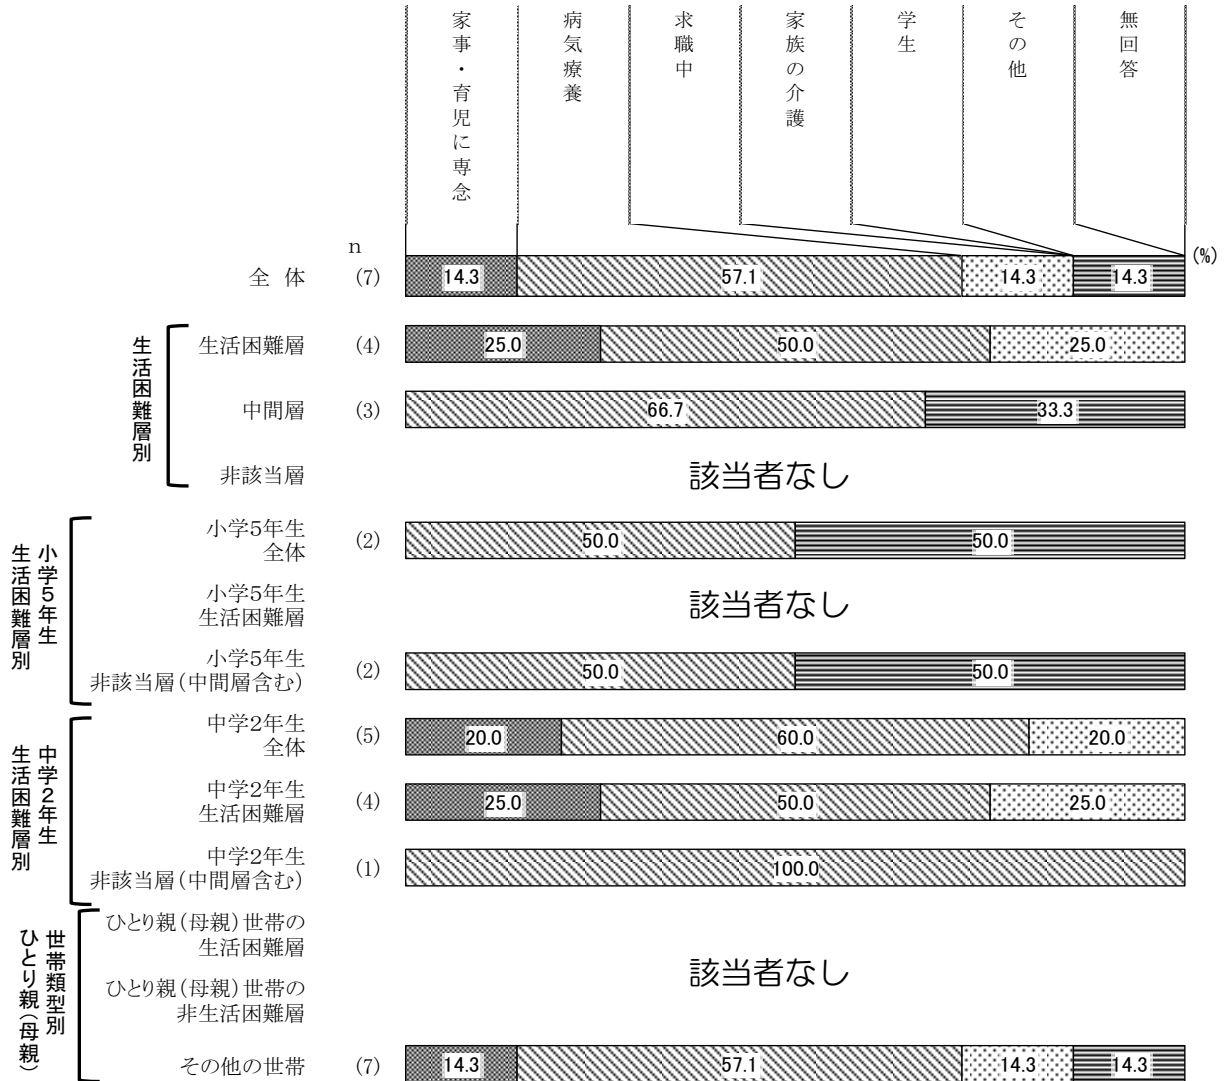 家事・育児に専念
病気療養
求職中
家族の介護
学生
その他
無回答
n
(%)
全 体 (7) 14.3 57.1 14.3 14.3
生活困難層別
生活困難層 (4) 25.0 50.0 25.0
中間層 (3) 66.7 33.3
非該当層 該当者なし
小学5年生
生活困難層別
小学5年生
全体 (2) 50.0 50.0
小学5年生
生活困難層 該当者なし
小学5年生
非該当層(中間層含む) (2) 50.0 50.0
中学2年生
生活困難層別
中学2年生
全体 (5) 20.0 60.0 20.0
中学2年生
生活困難層 (4) 25.0 50.0 25.0
中学2年生
非該当層(中間層含む) (1) 100.0
世帯類型別
ひとり親(母親)
ひとり親(母親)世帯の
生活困難層
該当者なし
ひとり親(母親)世帯の
非生活困難層
その他の世帯 (7) 14.3 57.1 14.3 14.3